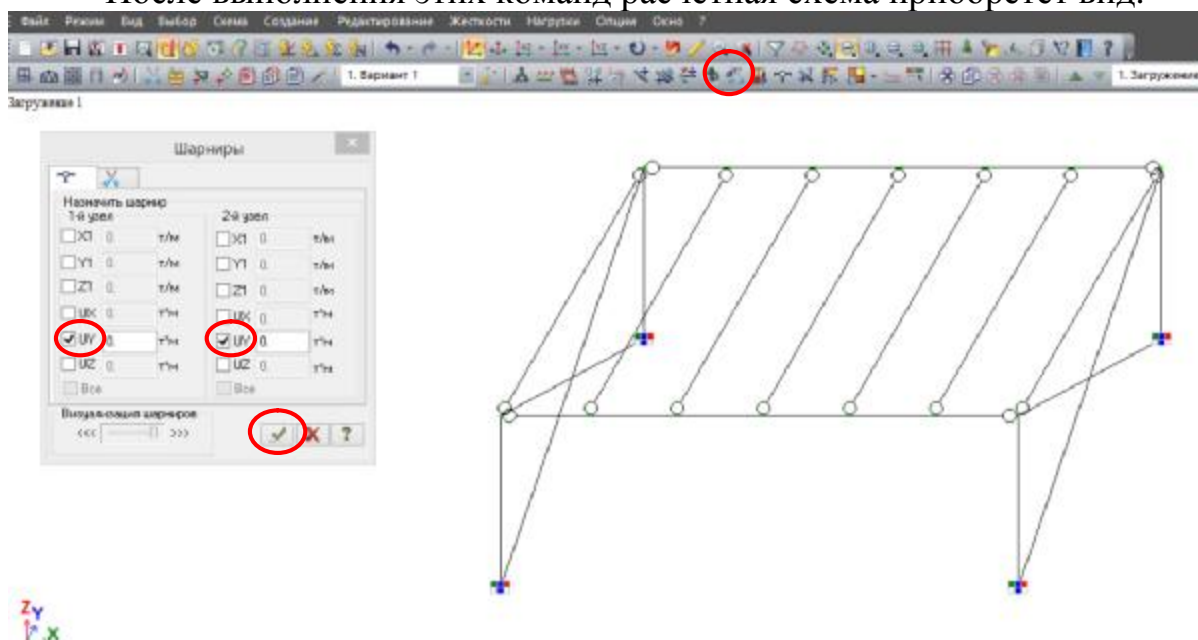 После выполнения этих команд расчетная схема приобретет вид:
Файл Режим Вид Выбор Схема Создание Редактирование Жесткости Нагрузки Опции Окно ?
1. Вариант 1 1. Загружение
Загружение 1
Шарниры
Назначить шарнир
1-й узел 2-й узел
X1 0. т/м X1 0. т/м
Y1 0. т/м Y1 0. т/м
Z1 0. т/м Z1 0. т/м
UX 0. т*м UX 0. т*м
UY 0. т*м UY 0. т*м
UZ 0. т*м UZ 0. т*м
Все Все
Визуализация шарниров
<<< >>> ?
Z Y
X